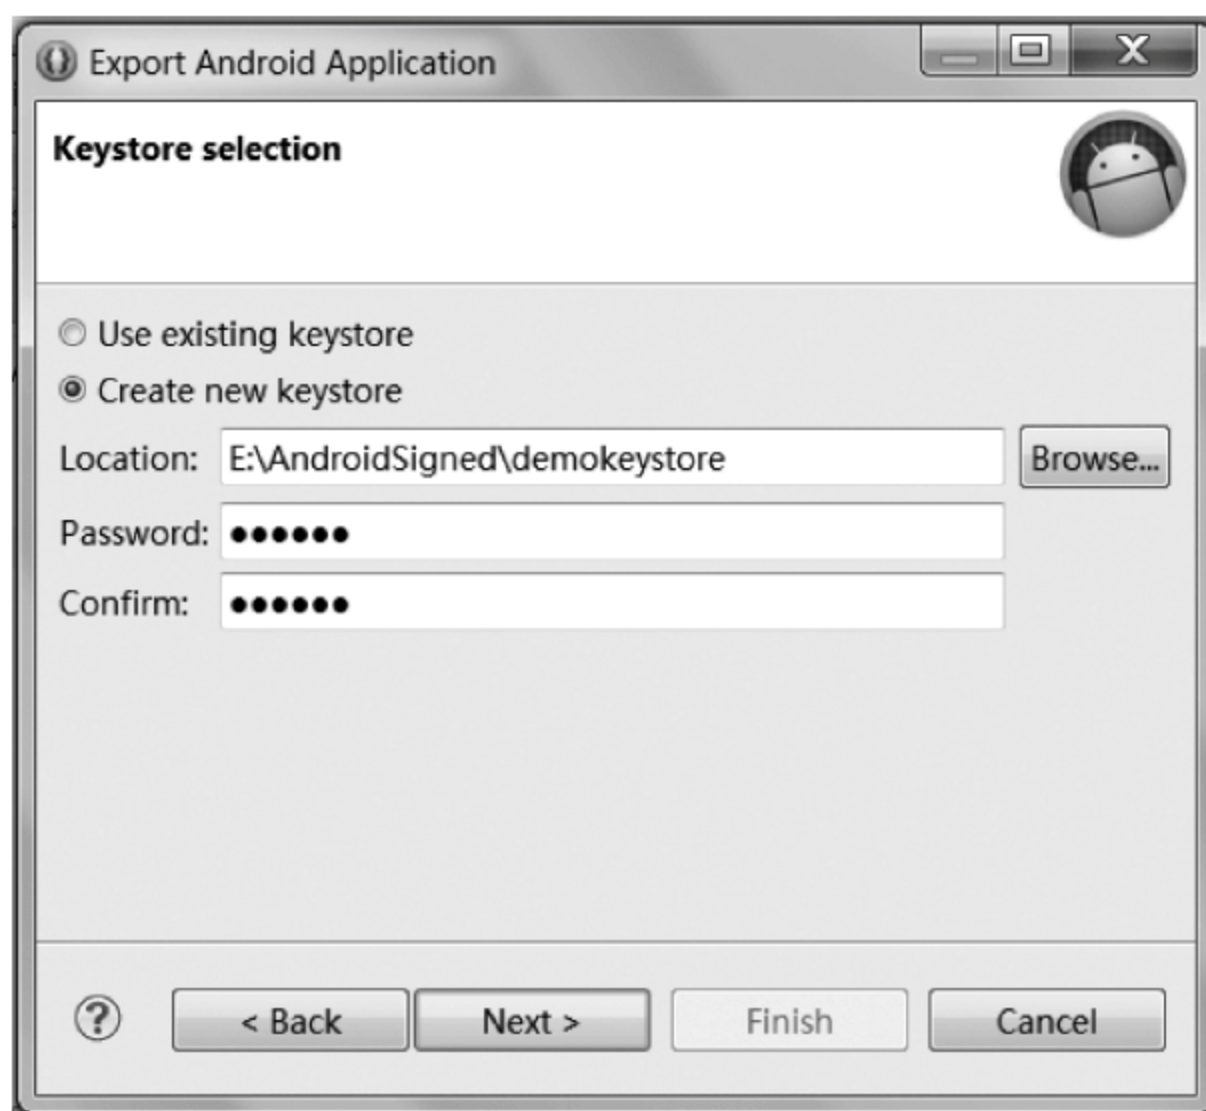 Export Android Application
Keystore selection
Use existing keystore
Create new keystore
Location: E:\AndroidSigned\demokeystore Browse...
Password: ●●●●●●
Confirm: ●●●●●●
? < Back Next > Finish Cancel